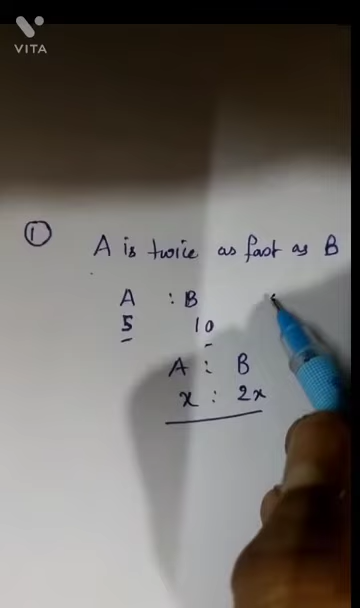 VITA
① A is twice as fast as B
A : B
5 10
A : B
x : 2x